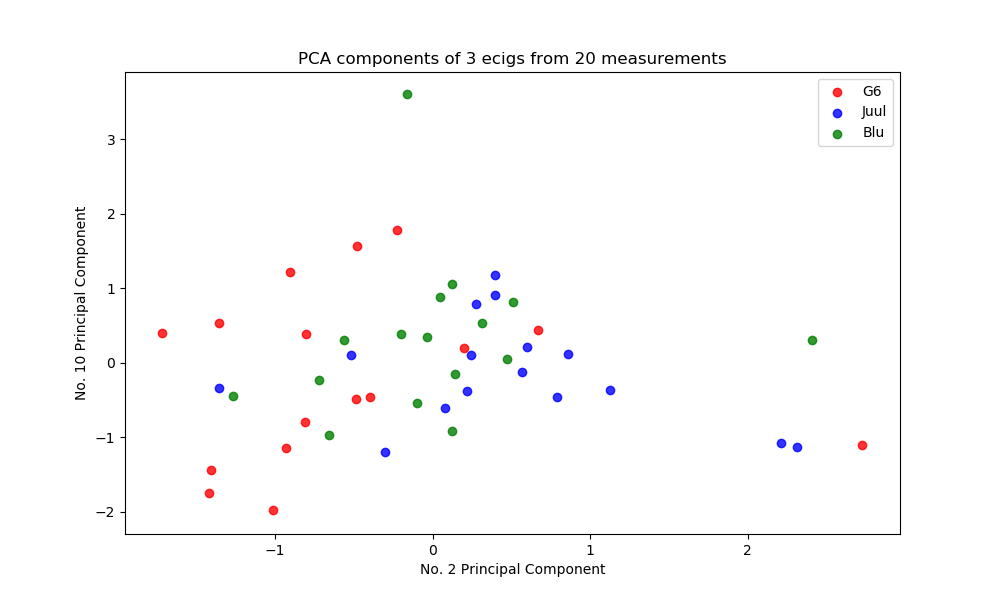 PCA components of 3 ecigs from 20 measurements
G6
Juul
Blu
3
2
1
0
−1
−2
No. 10 Principal Component
−1
0
1
2
No. 2 Principal Component